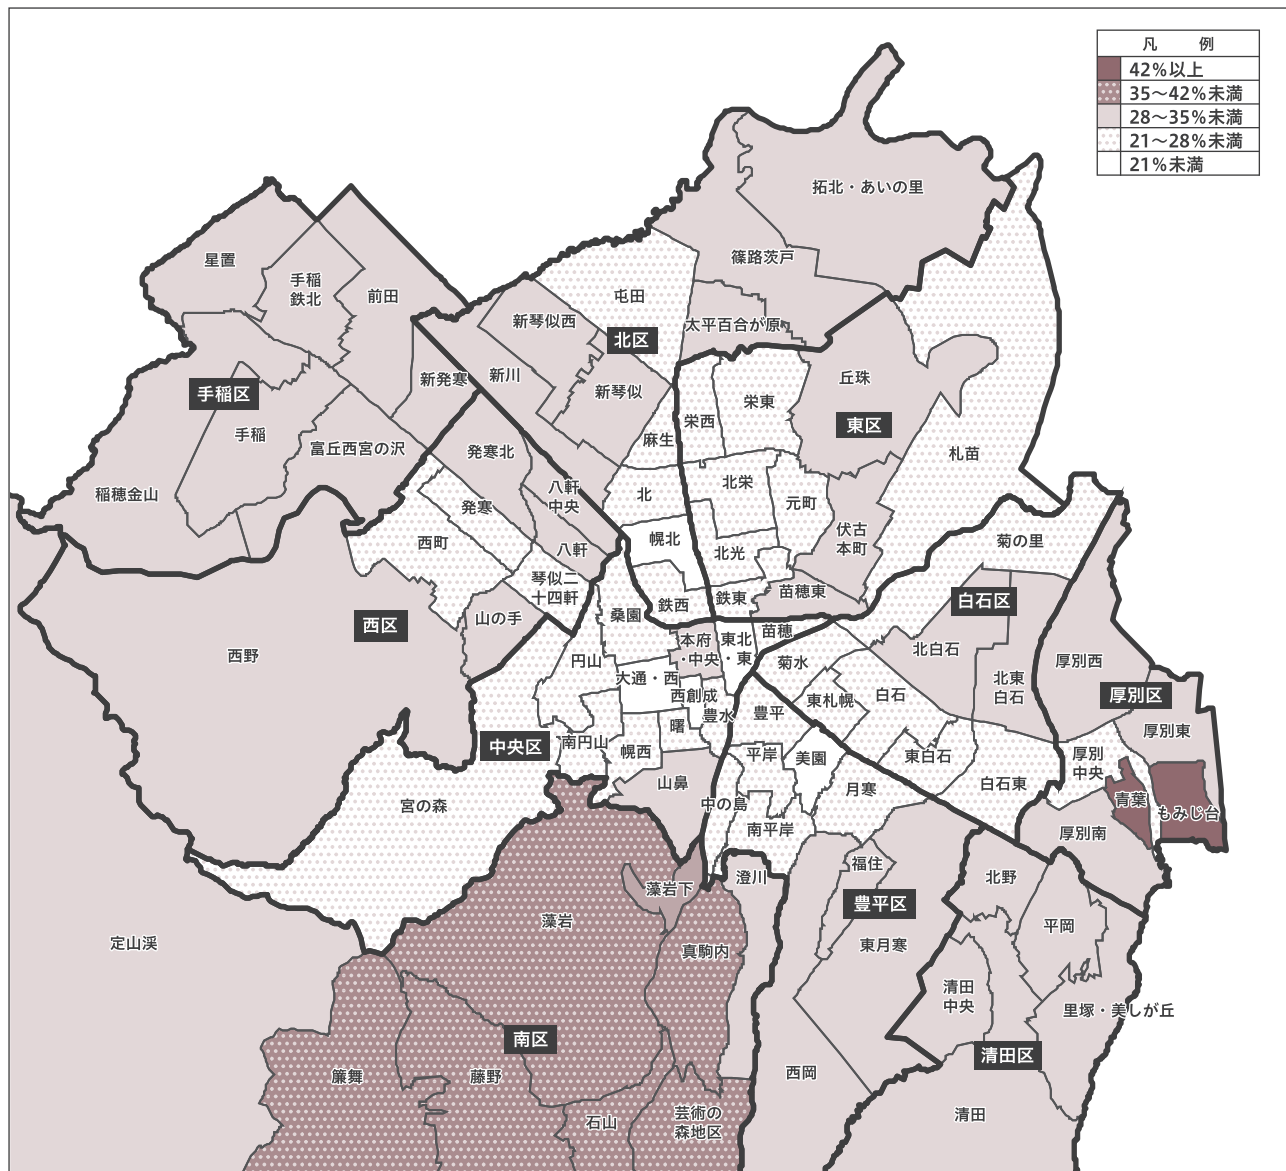 凡 例
42%以上
35〜42%未満
28〜35%未満
21〜28%未満
21%未満
拓北・あいの里
篠路茨戸
星置
手稲
鉄北
前田
屯田
太平百合が原
新琴似西
北区
新発寒
新川
新琴似
手稲区
手稲
富丘西宮の沢
稲穂金山
丘珠
栄東
栄西
東区
麻生
札苗
発寒北
北
北栄
元町
八軒
中央
発寒
西町
幌北
北光
伏古
本町
菊の里
八軒
琴似二
十四軒
鉄西
鉄東
苗穂東
白石区
山の手
桑園
西区
西野
円山
本府
・中央
東北
・東
苗穂
菊水
北白石
厚別西
大通・西
西創成
豊水
東札幌
白石
北東
白石
厚別区
曙
豊平
厚別東
中央区
南円山
幌西
平岸
美園
東白石
厚別
中央
山鼻
中の島
月寒
白石東
青葉
もみじ台
宮の森
南平岸
厚別南
藻岩下
澄川
福住
北野
豊平区
藻岩
定山渓
真駒内
東月寒
平岡
清田
中央
里塚・美しが丘
南区
清田区
簾舞
藤野
西岡
石山
芸術の
森地区
清田